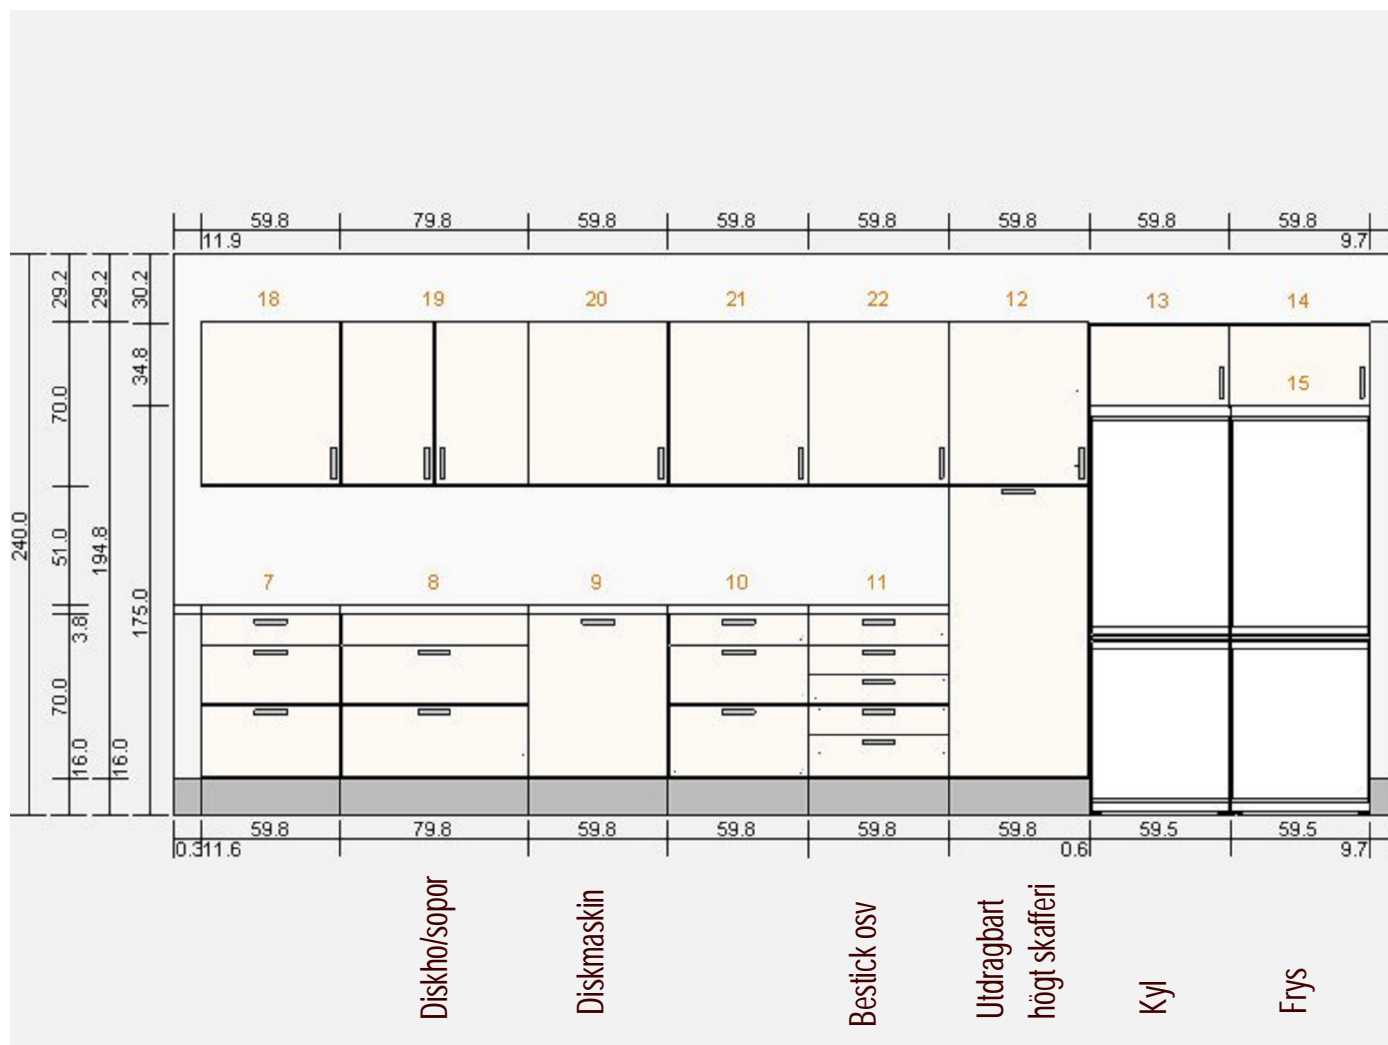 59.8 79.8 59.8 59.8 59.8 59.8 59.8 59.8
11.9 9.7
29.2 29.2 30.2
18 19 20 21 22 12 13 14
34.8
15
70.0
240.0 51.0 194.8
7 8 9 10 11
175.0
3.8
70.0
16.0 16.0
59.8 79.8 59.8 59.8 59.8 59.8 59.5 59.5
0.3 11.6 0.6 9.7
Diskho/sopor
Diskmaskin
Bestick osv
Utdragbart
högt skafferi
Kyl
Frys